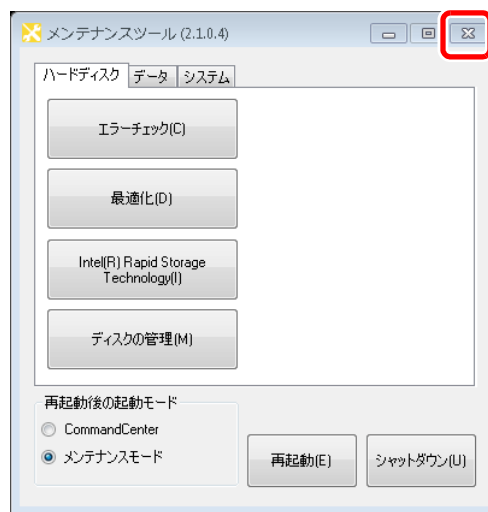 メンテナンスツール (2.1.0.4)
ハードディスク データ システム
エラーチェック(C)
最適化(D)
Intel(R) Rapid Storage
Technology(I)
ディスクの管理(M)
再起動後の起動モード
CommandCenter
メンテナンスモード
再起動(E) シャットダウン(U)